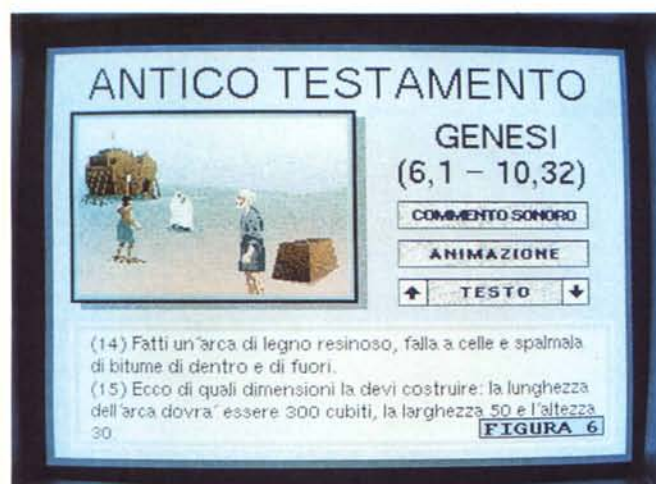 ANTICO TESTAMENTO
GENESI
(6,1 – 10,32)
COMMENTO SONORO
ANIMAZIONE
TESTO
(14) Fatti un´arca di legno resinoso, falla a celle e spalmala
di bitume di dentro e di fuori.
(15) Ecco di quali dimensioni la devi costruire: la lunghezza
dell´arca dovra´ essere 300 cubiti, la larghezza 50 e l´altezza
30.
FIGURA 6